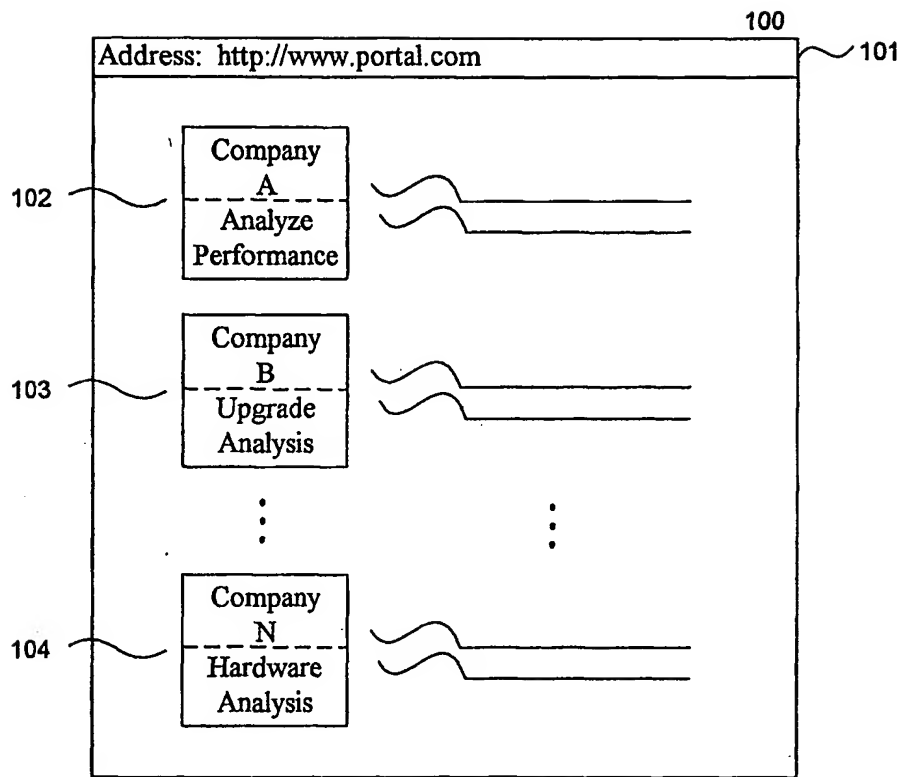 100
Address: http://www.portal.com
101
Company
A
102
Analyze
Performance
Company
B
103
Upgrade
Analysis
Company
N
104
Hardware
Analysis